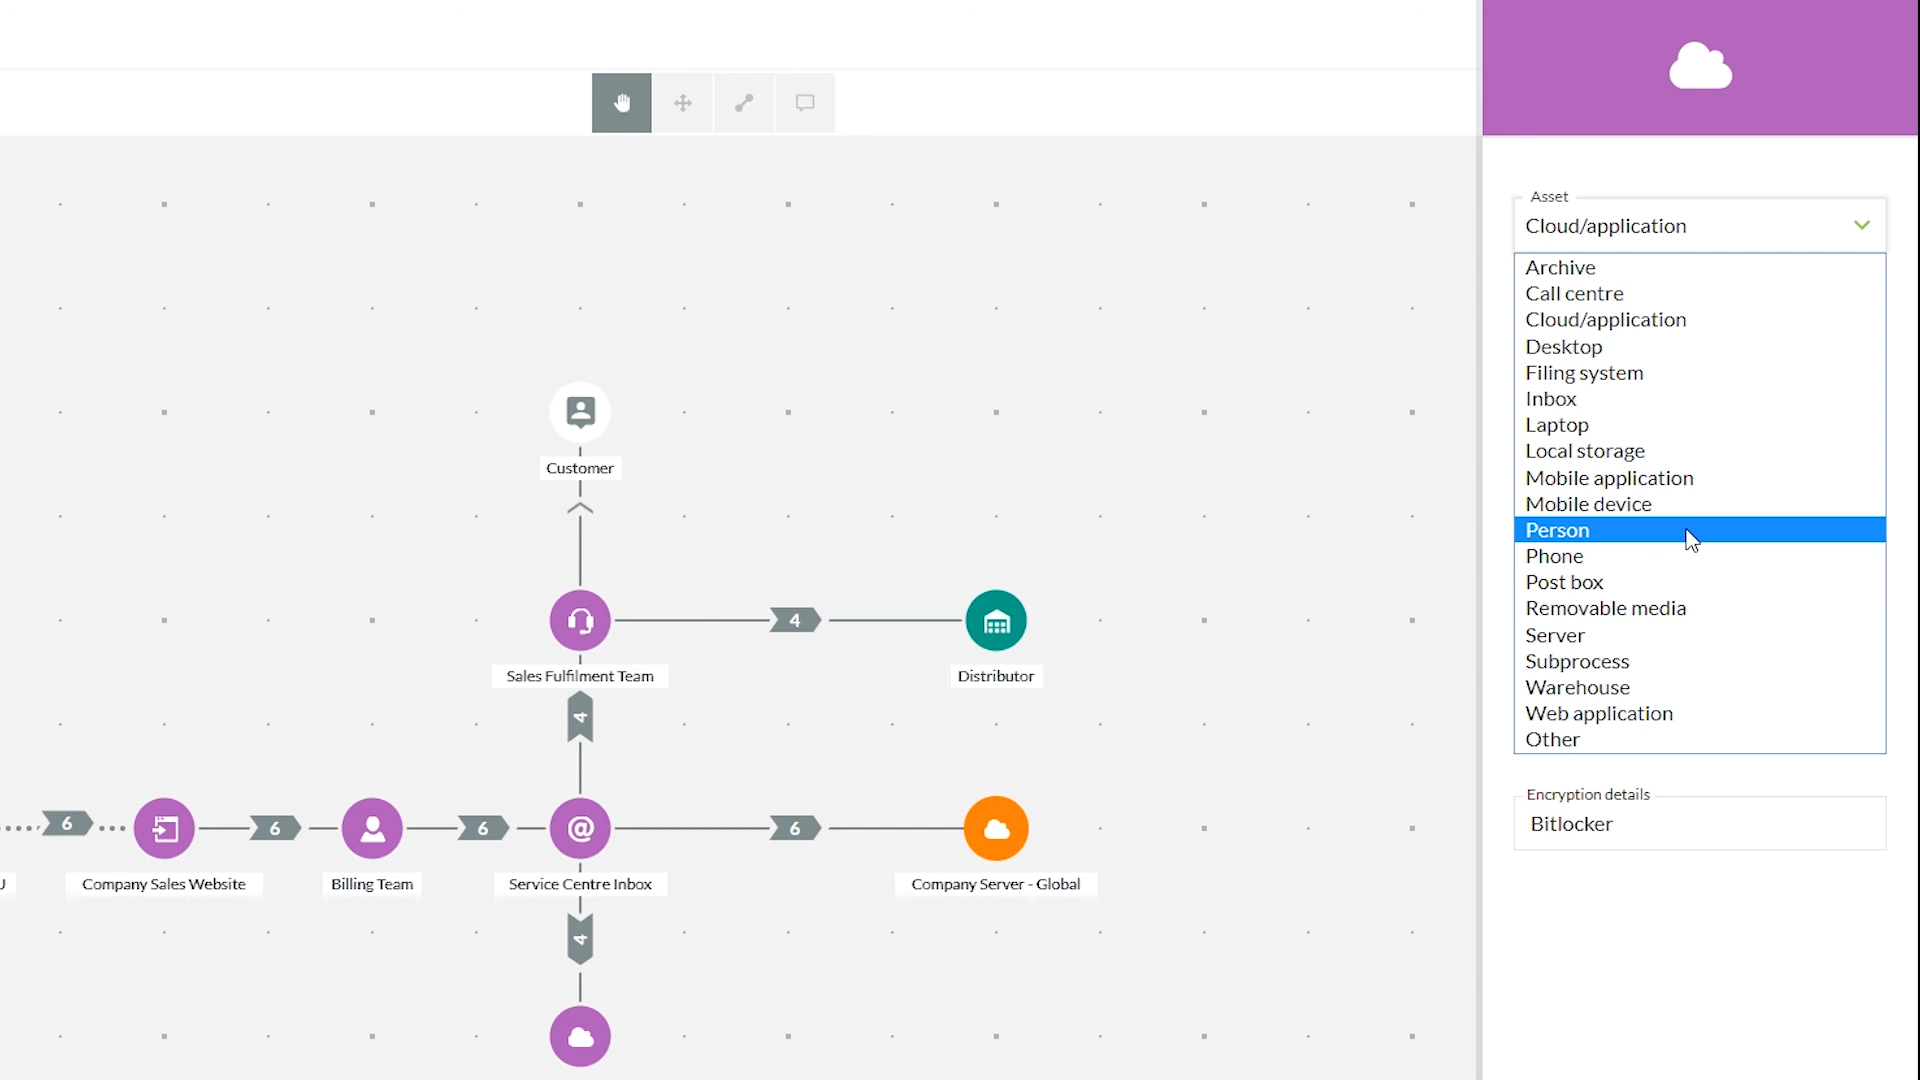 Asset
Cloud/application
Archive
Call centre
Cloud/application
Desktop
Filing system
Inbox
Laptop
Local storage
Mobile application
Mobile device
Person
Phone
Post box
Removable media
Server
Subprocess
Warehouse
Web application
Other
Encryption details
Bitlocker
Customer
4
Sales Fulfilment Team
Distributor
4
6
6
6
@
6
Company Sales Website
Billing Team
Service Centre Inbox
Company Server - Global
4